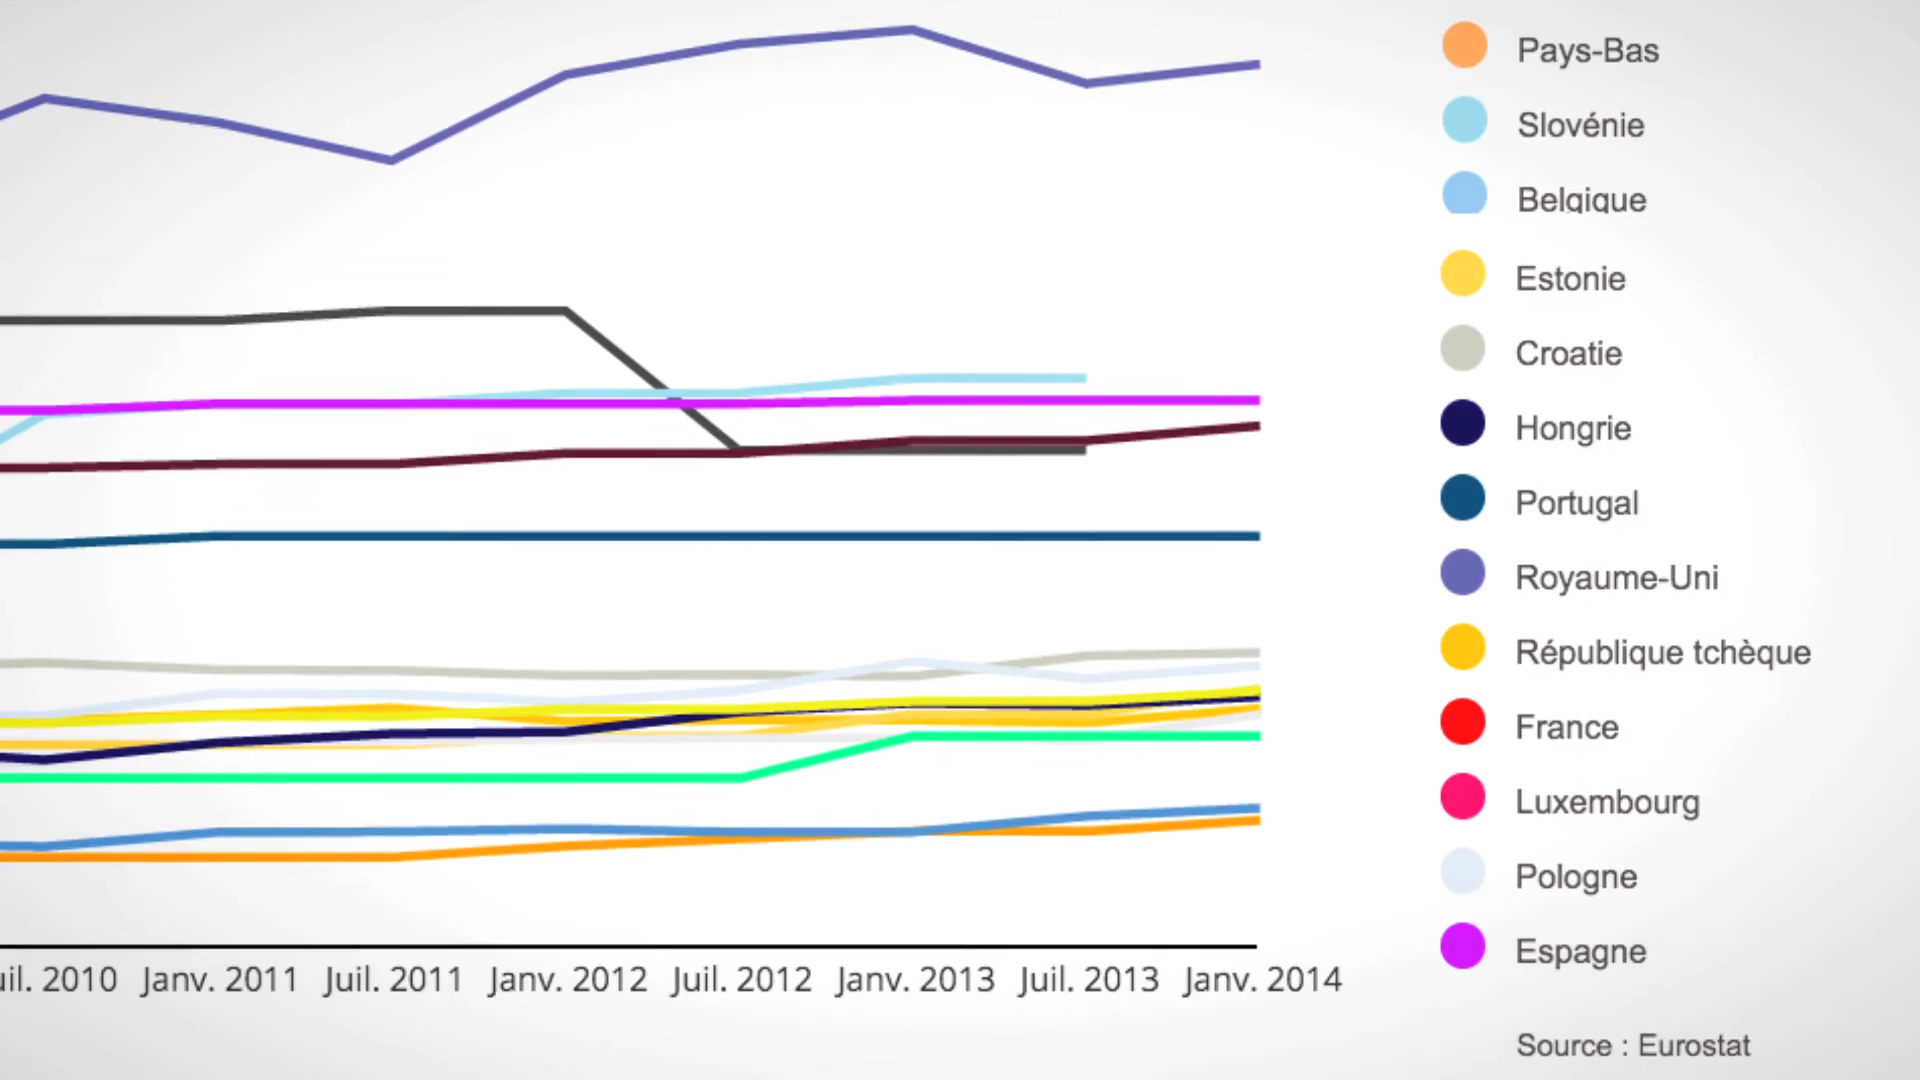 Pays-Bas
Slovénie
Belgique
Estonie
Croatie
Hongrie
Portugal
Royaume-Uni
République tchèque
France
Luxembourg
Pologne
Espagne
uil. 2010 Janv. 2011 Juil. 2011 Janv. 2012 Juil. 2012 Janv. 2013 Juil. 2013 Janv. 2014
Source : Eurostat